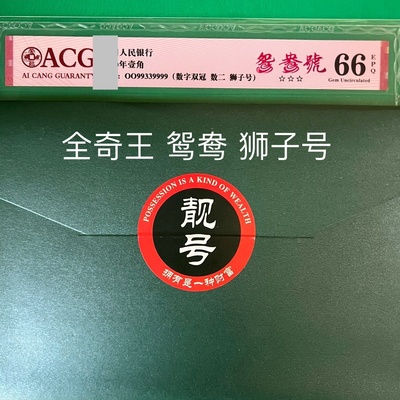 ACG
AI CANG GUARANTY
人民银行
年壹角
OO99339999 (数字双冠 数二 狮子号)
鸳鸯號
☆☆☆
66
EPQ
Gem Uncirculated
全奇王 鸳鸯 狮子号
POSSESSION IS A KIND OF WEALTH
靓号
拥有是一种财富